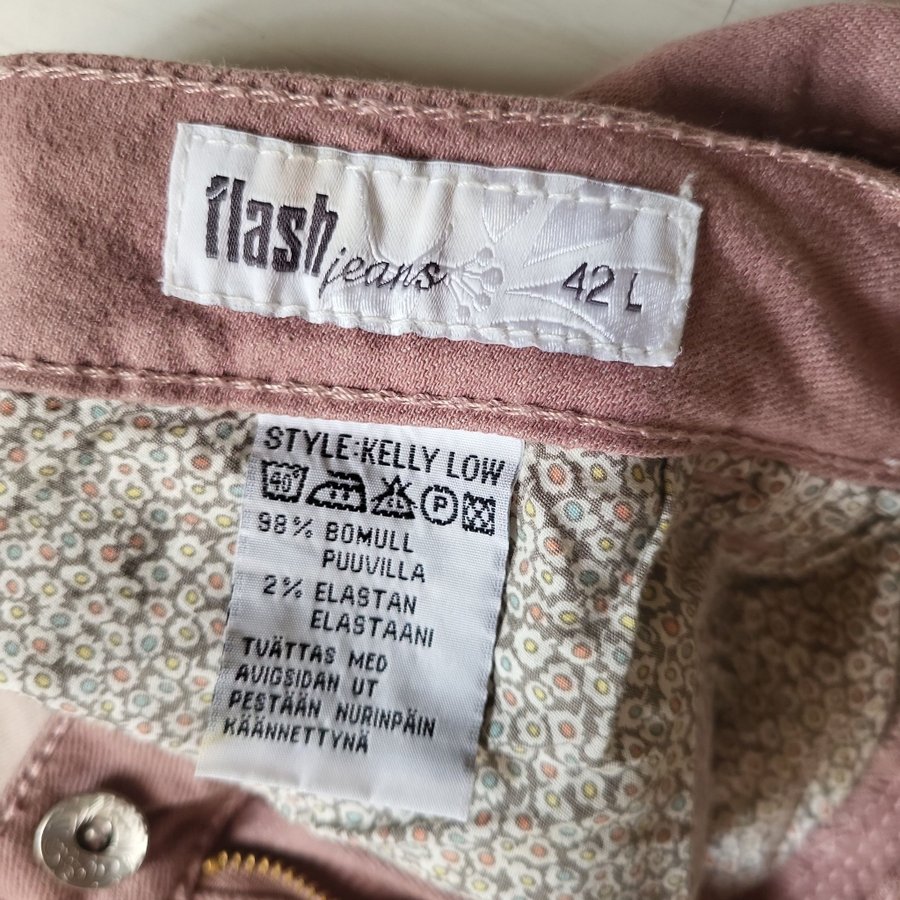 flash jeans 42 L
STYLE:KELLY LOW
40° CL P
98% BOMULL
PUUVILLA
2% ELASTAN
ELASTAANI
TVÄTTAS MED
AVIGSIDAN UT
PESTÄÄN NURINPÄIN
KÄÄNNETTYNÄ